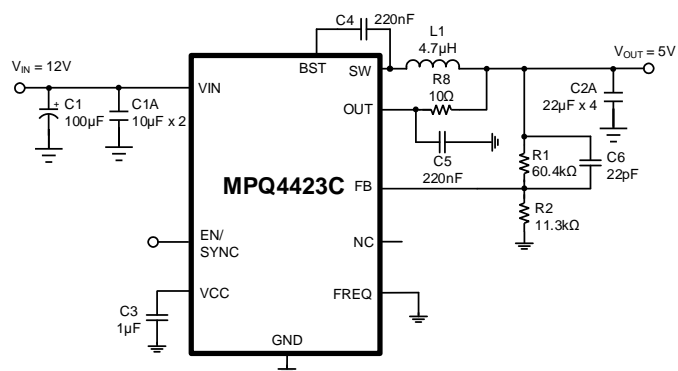 C4 220nF
L1
4.7µH
V_IN = 12V
V_OUT = 5V
BST
SW
VIN
R8
10Ω
C1
100µF
+
C1A
10µF x 2
OUT
C2A
22µF x 4
C5
220nF
R1
60.4kΩ
C6
22pF
MPQ4423C
FB
R2
11.3kΩ
EN/
SYNC
NC
VCC
FREQ
C3
1µF
GND